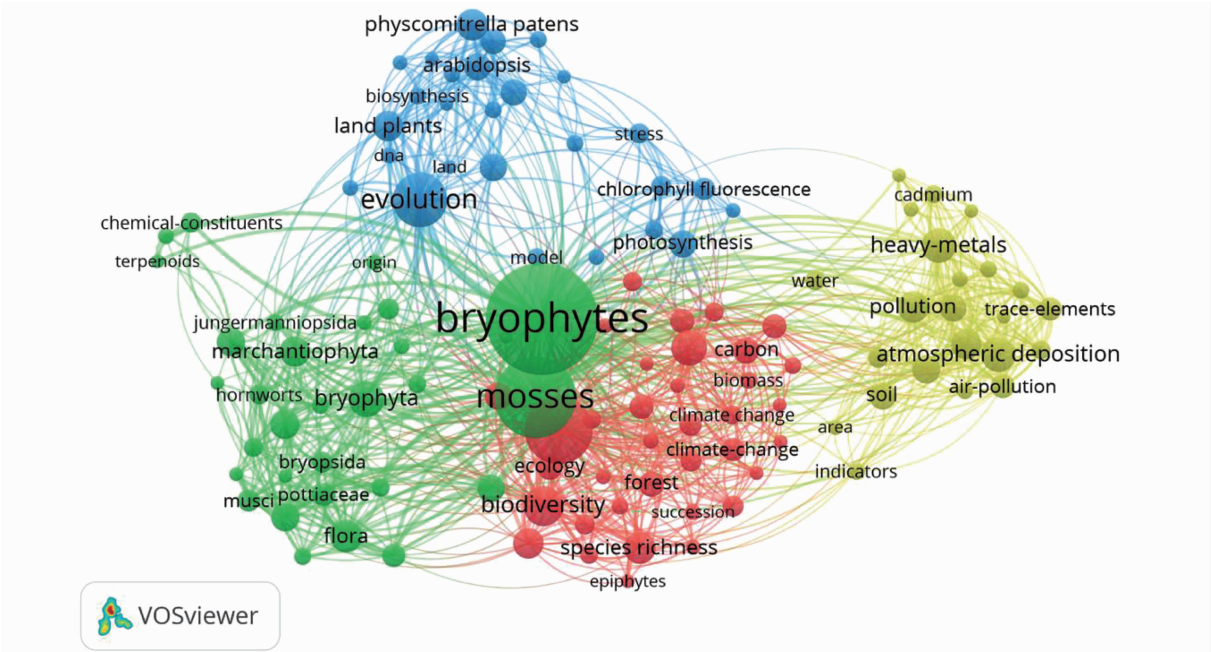 physcomitrella patens
arabidopsis
biosynthesis
land plants
stress
dna
land
chlorophyll fluorescence
cadmium
evolution
chemical-constituents
photosynthesis
heavy-metals
terpenoids
origin
model
water
bryophytes
pollution
trace-elements
jungermanniopsida
marchantiophyta
carbon
atmospheric deposition
biomass
air-pollution
hornworts
bryophyta
mosses
soil
climate change
area
climate-change
bryopsida
ecology
indicators
forest
musci
pottiaceae
biodiversity
succession
flora
species richness
epiphytes
VOSviewer